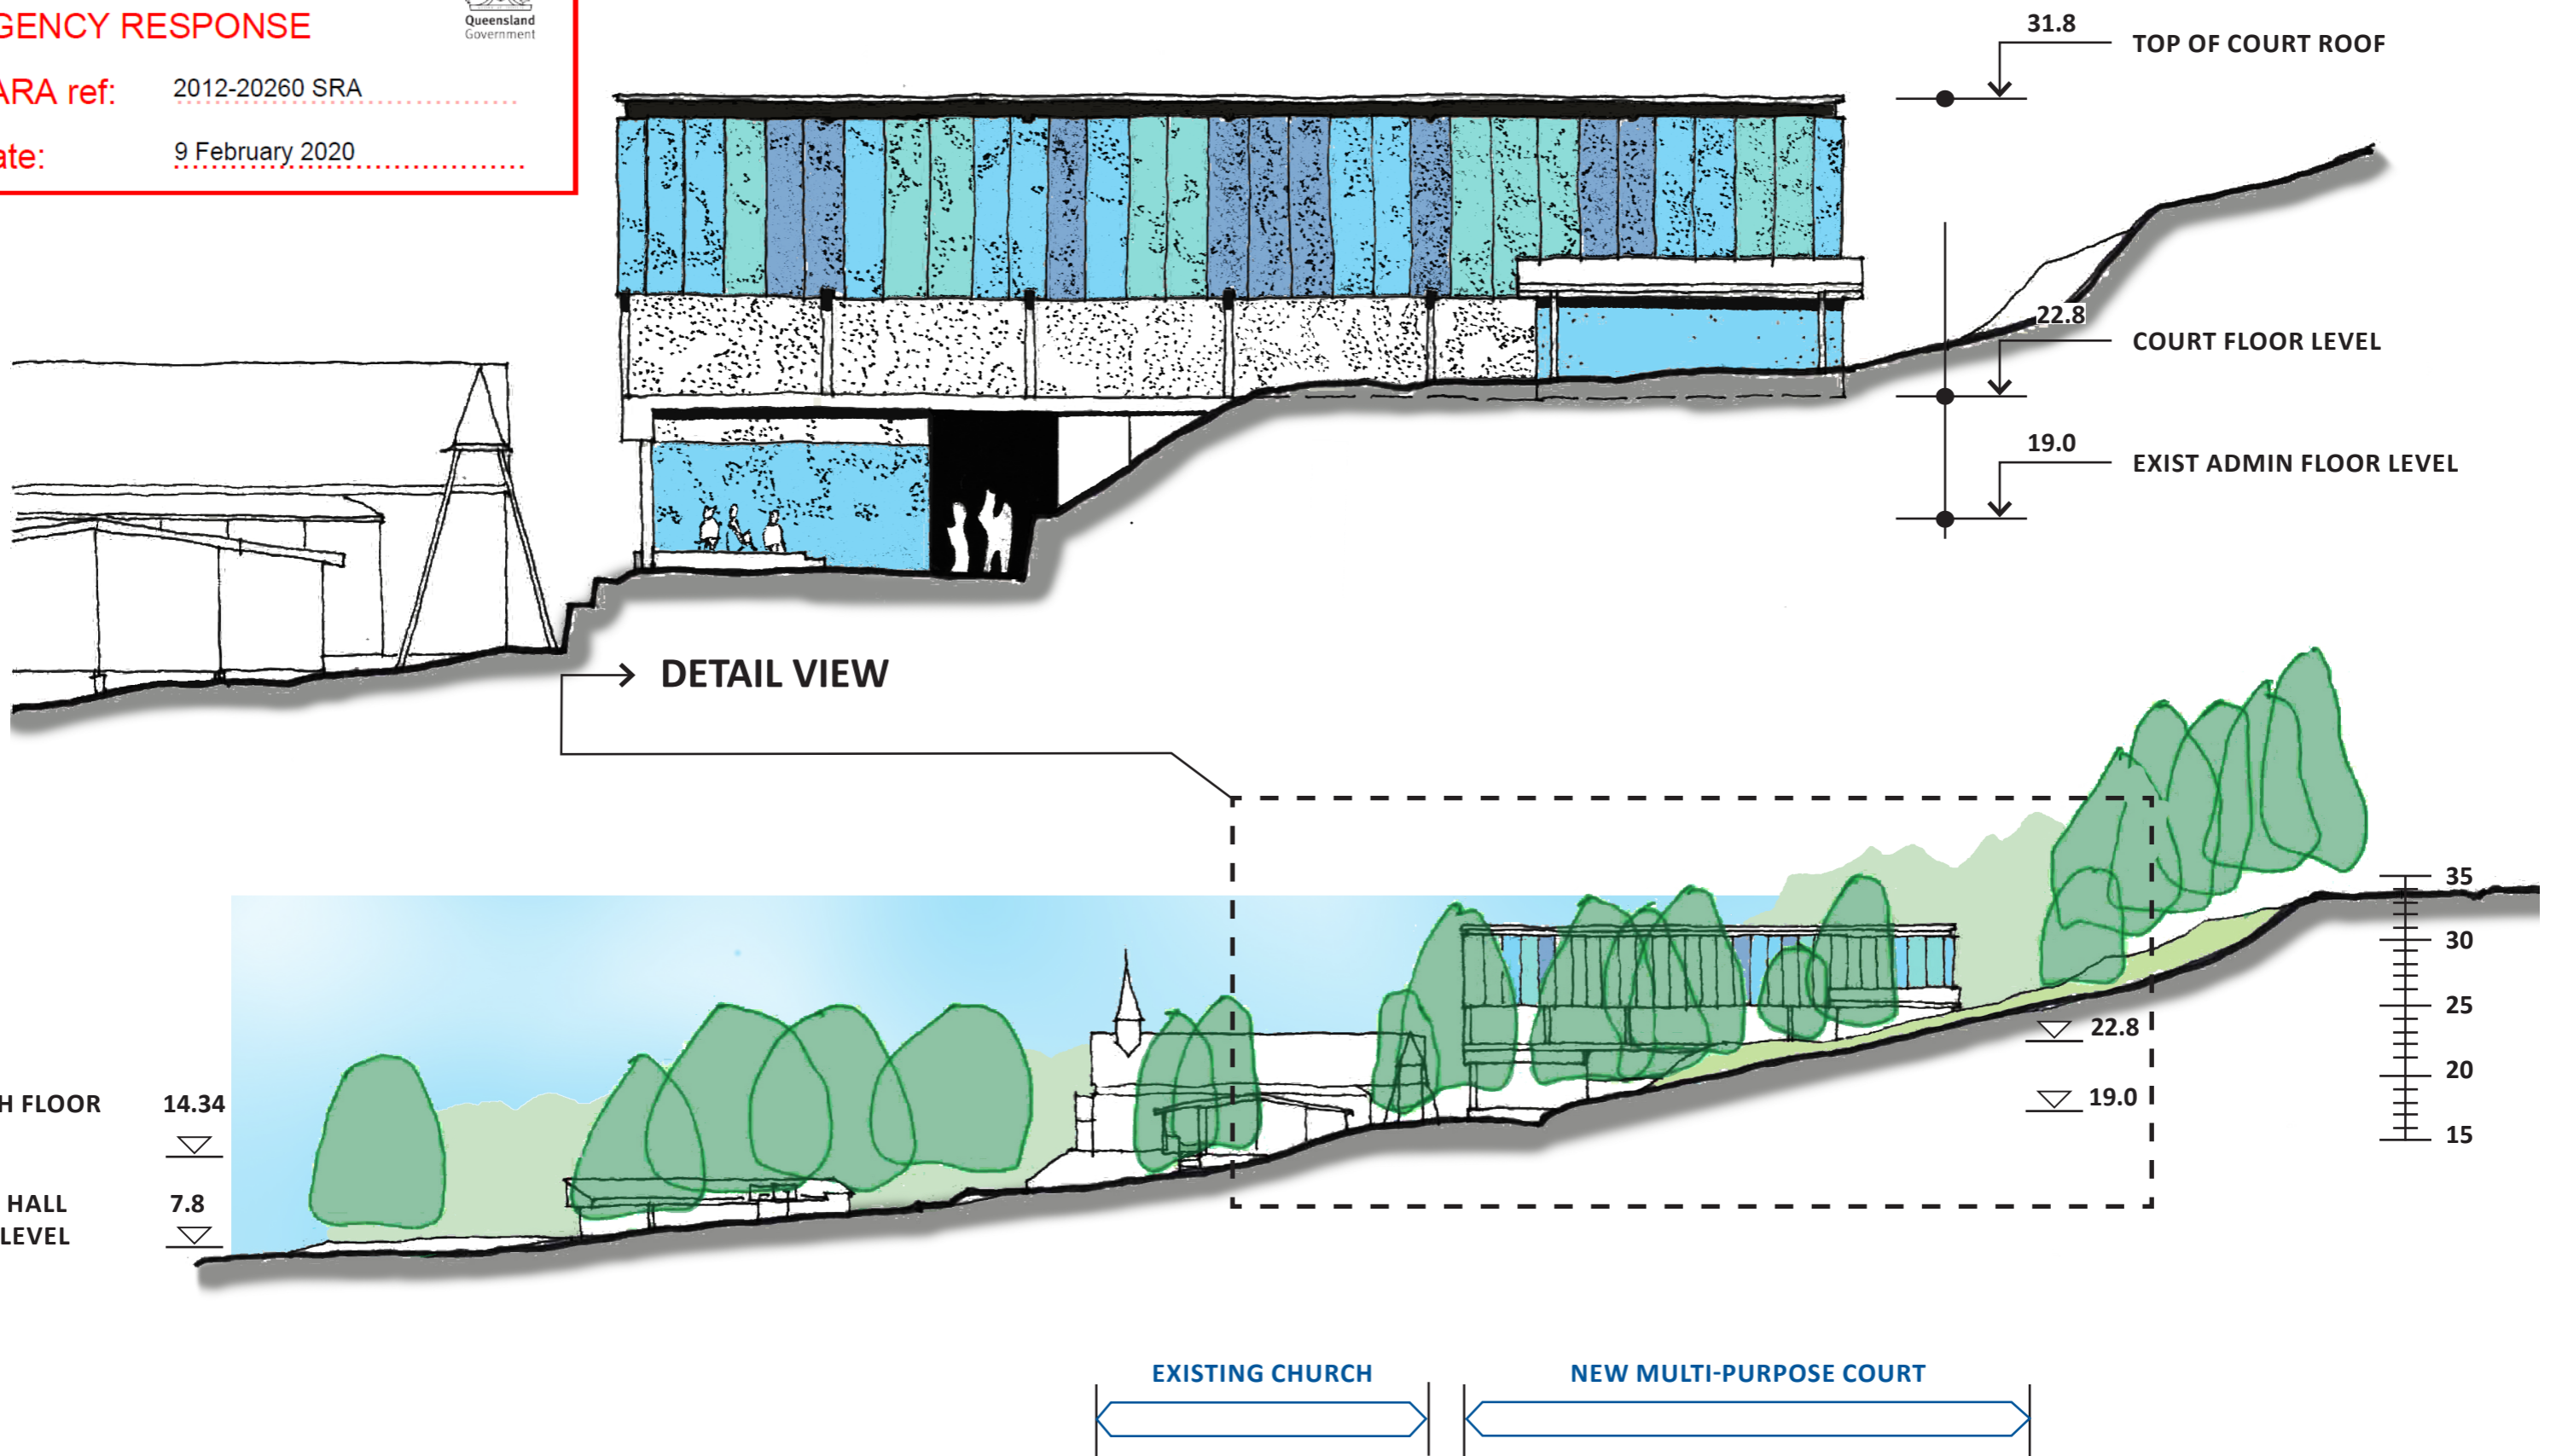 GENCY RESPONSE
Queensland
Government
ARA ref: 2012-20260 SRA
ate: 9 February 2020
31.8
TOP OF COURT ROOF
22.8
COURT FLOOR LEVEL
19.0
EXIST ADMIN FLOOR LEVEL
DETAIL VIEW
35
30
25
20
15
22.8
19.0
H FLOOR 14.34
HALL 7.8
LEVEL
EXISTING CHURCH
NEW MULTI-PURPOSE COURT